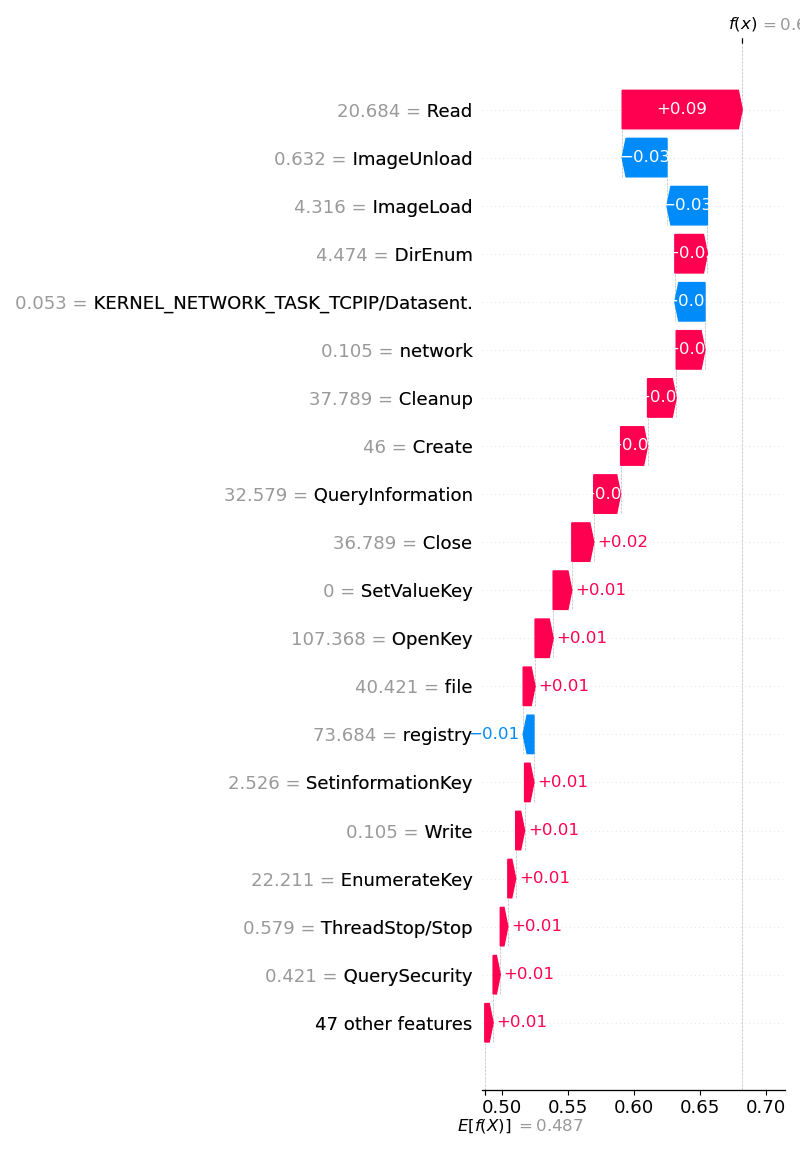 f(x) = 0.6
20.684 = Read +0.09
0.632 = ImageUnload −0.03
4.316 = ImageLoad −0.03
4.474 = DirEnum
0.053 = KERNEL_NETWORK_TASK_TCPIP/Datasent.
0.105 = network
37.789 = Cleanup
46 = Create
32.579 = QueryInformation
36.789 = Close +0.02
0 = SetValueKey +0.01
107.368 = OpenKey +0.01
40.421 = file +0.01
73.684 = registry −0.01
2.526 = SetinformationKey +0.01
0.105 = Write +0.01
22.211 = EnumerateKey +0.01
0.579 = ThreadStop/Stop +0.01
0.421 = QuerySecurity +0.01
47 other features +0.01
0.50 0.55 0.60 0.65 0.70
E[f(X)] = 0.487